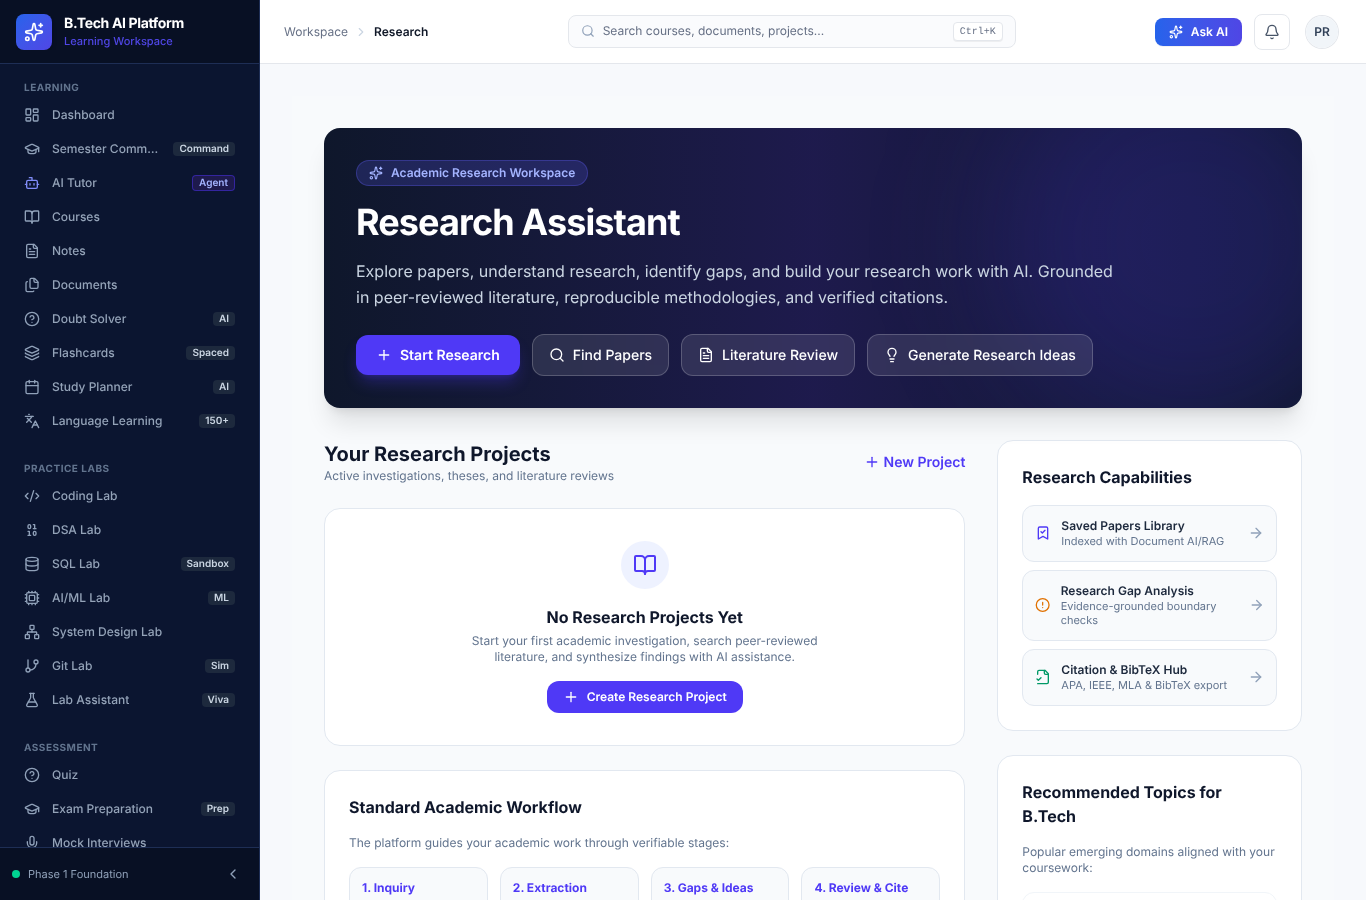 B.Tech AI Platform
Learning Workspace
LEARNING
Dashboard
Semester Comm... Command
AI Tutor Agent
Courses
Notes
Documents
Doubt Solver AI
Flashcards Spaced
Study Planner AI
Language Learning 150+
PRACTICE LABS
Coding Lab
DSA Lab
SQL Lab Sandbox
AI/ML Lab ML
System Design Lab
Git Lab Sim
Lab Assistant Viva
ASSESSMENT
Quiz
Exam Preparation Prep
Mock Interviews
Phase 1 Foundation
Workspace Research
Search courses, documents, projects... Ctrl+K
Ask AI
PR
Academic Research Workspace
Research Assistant
Explore papers, understand research, identify gaps, and build your research work with AI. Grounded
in peer-reviewed literature, reproducible methodologies, and verified citations.
Start Research Find Papers Literature Review Generate Research Ideas
Your Research Projects
Active investigations, theses, and literature reviews
New Project
No Research Projects Yet
Start your first academic investigation, search peer-reviewed
literature, and synthesize findings with AI assistance.
Create Research Project
Standard Academic Workflow
The platform guides your academic work through verifiable stages:
1. Inquiry 2. Extraction 3. Gaps & Ideas 4. Review & Cite
Research Capabilities
Saved Papers Library
Indexed with Document AI/RAG
Research Gap Analysis
Evidence-grounded boundary
checks
Citation & BibTeX Hub
APA, IEEE, MLA & BibTeX export
Recommended Topics for
B.Tech
Popular emerging domains aligned with your
coursework: